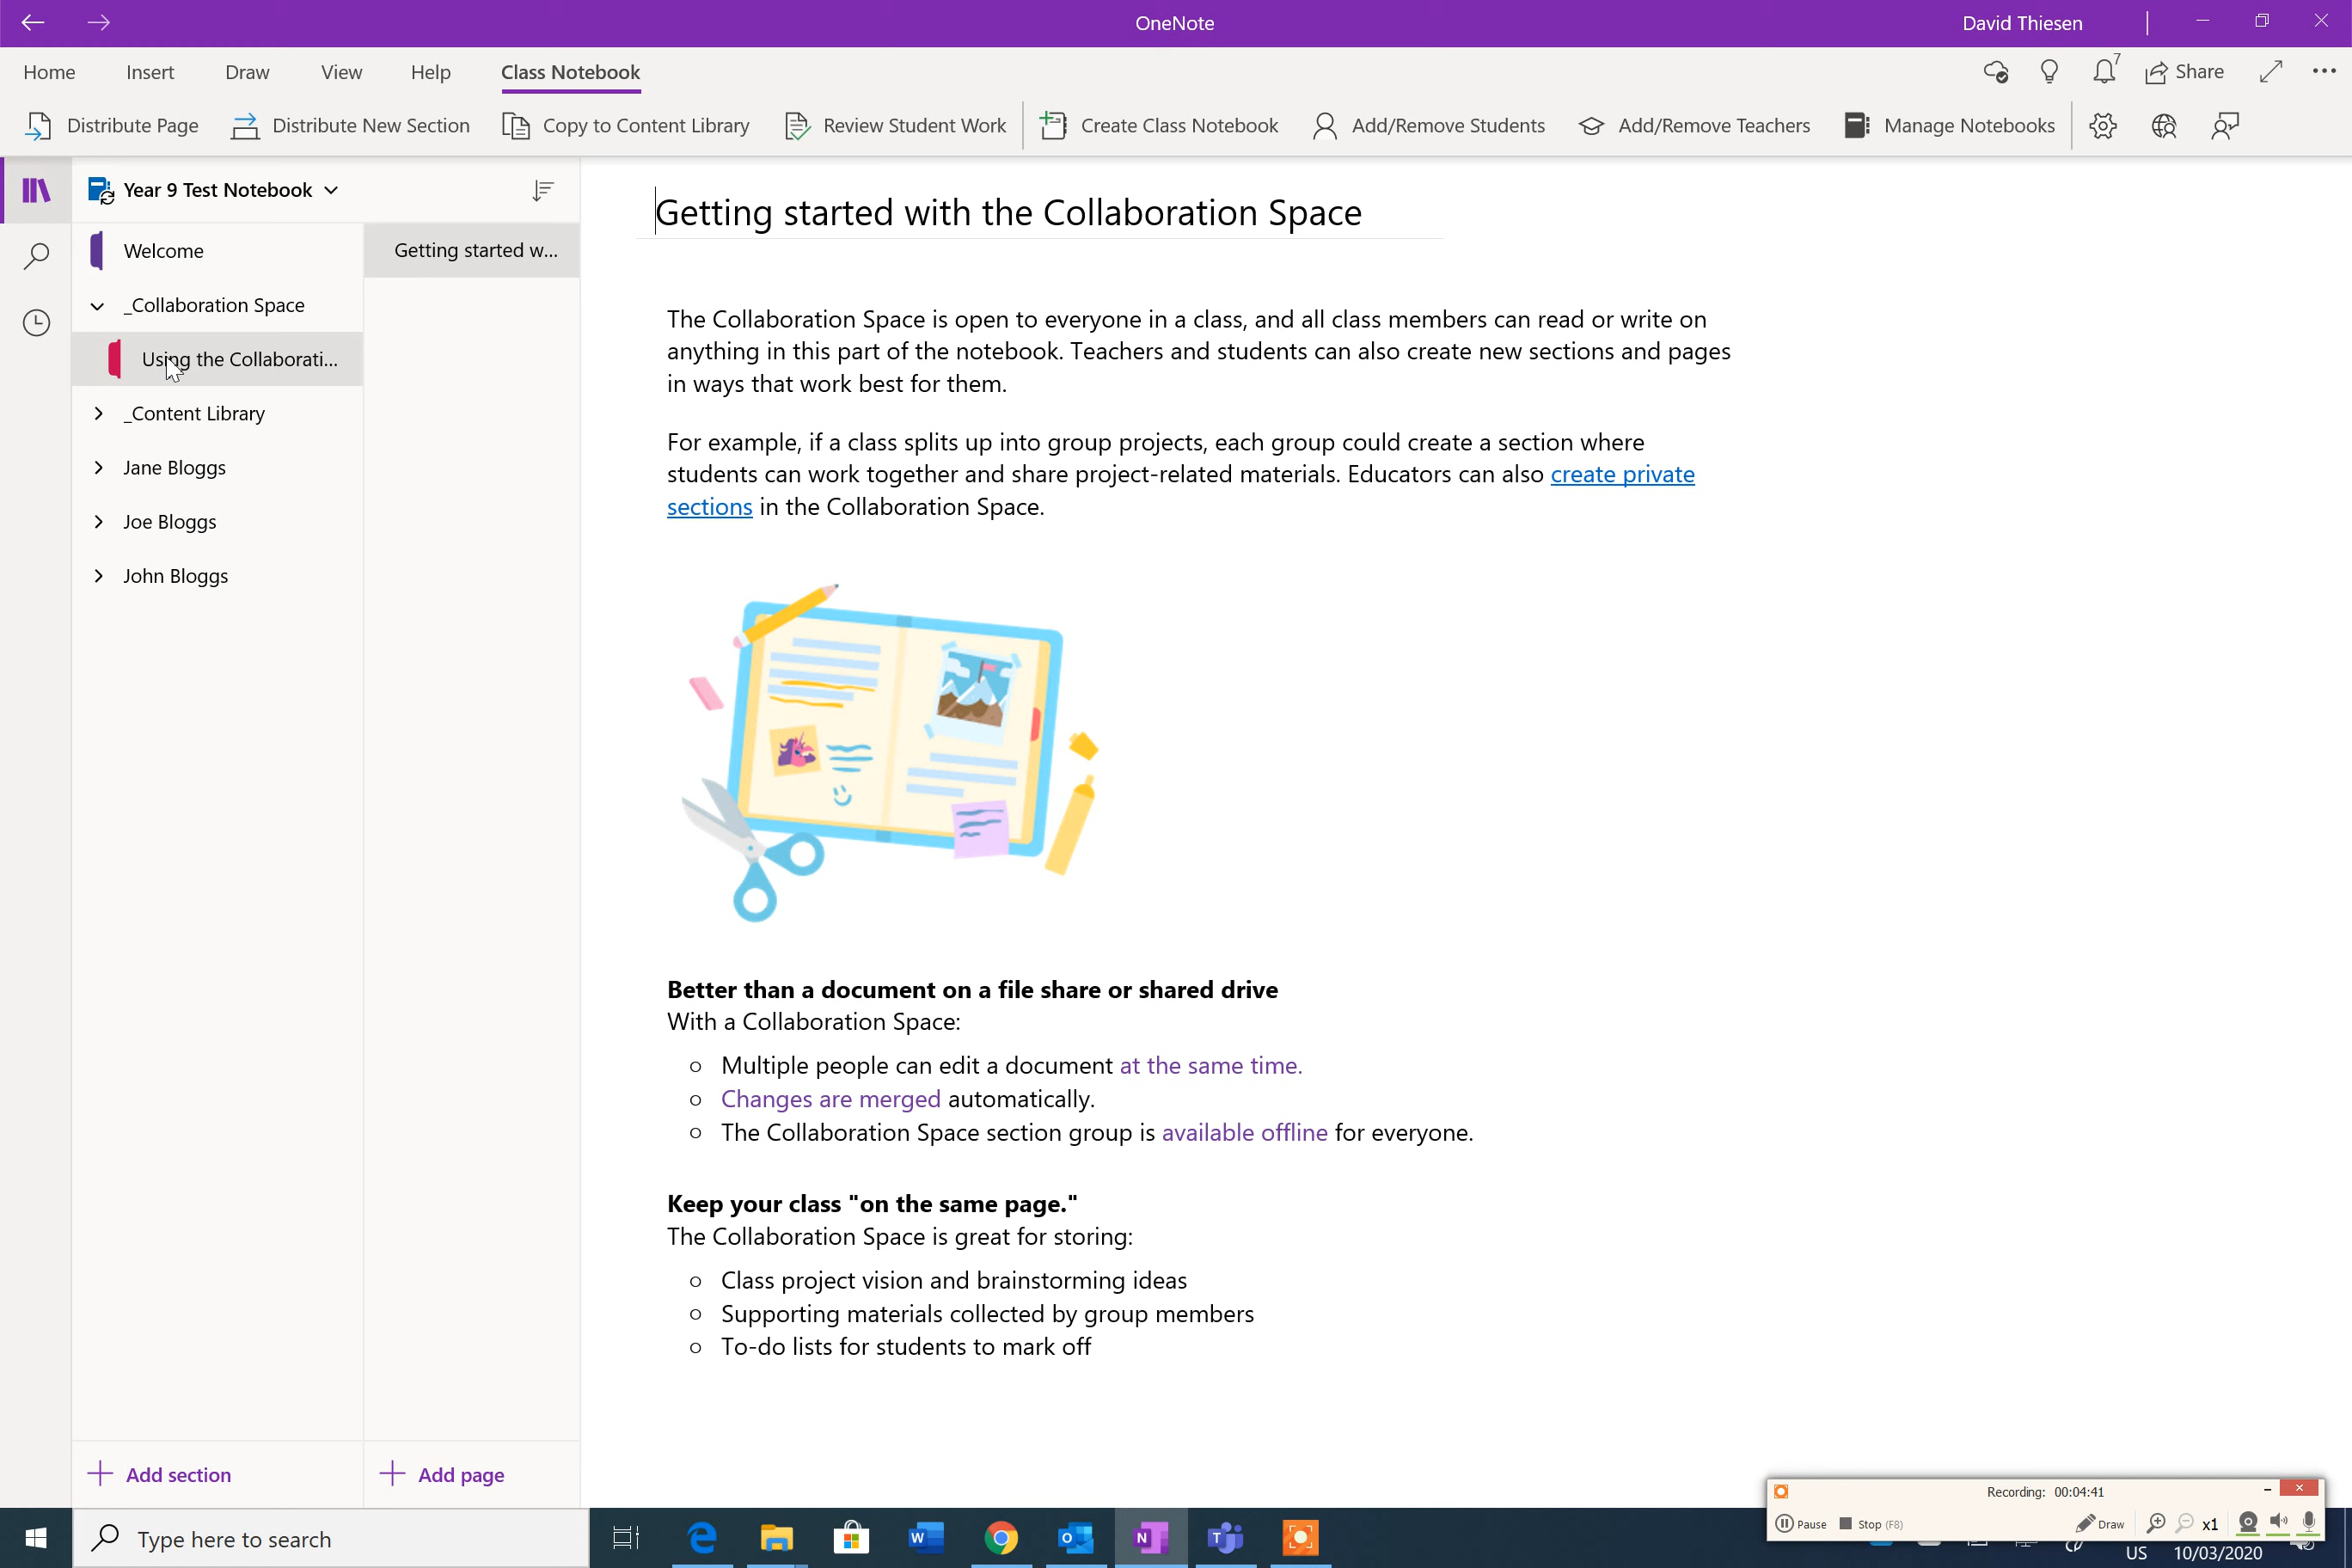 OneNote
David Thiesen
Home Insert Draw View Help Class Notebook
7
Share
Distribute Page Distribute New Section Copy to Content Library Review Student Work Create Class Notebook Add/Remove Students Add/Remove Teachers Manage Notebooks
Year 9 Test Notebook
Welcome
_Collaboration Space
Using the Collaborati...
_Content Library
Jane Bloggs
Joe Bloggs
John Bloggs
Getting started w...
Getting started with the Collaboration Space
The Collaboration Space is open to everyone in a class, and all class members can read or write on
anything in this part of the notebook. Teachers and students can also create new sections and pages
in ways that work best for them.
For example, if a class splits up into group projects, each group could create a section where
students can work together and share project-related materials. Educators can also create private
sections in the Collaboration Space.
Better than a document on a file share or shared drive
With a Collaboration Space:
o Multiple people can edit a document at the same time.
o Changes are merged automatically.
o The Collaboration Space section group is available offline for everyone.
Keep your class "on the same page."
The Collaboration Space is great for storing:
o Class project vision and brainstorming ideas
o Supporting materials collected by group members
o To-do lists for students to mark off
Add section
Add page
Recording: 00:04:41
Pause Stop (F8) Draw x1
Type here to search
US 10/03/2020